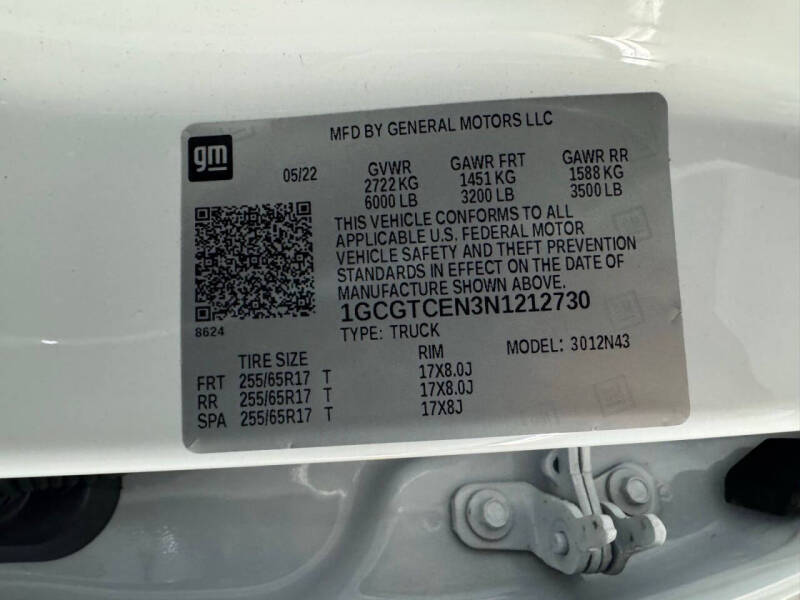 MFD BY GENERAL MOTORS LLC
gm
05/22
GVWR GAWR FRT GAWR RR
2722 KG 1451 KG 1588 KG
6000 LB 3200 LB 3500 LB
THIS VEHICLE CONFORMS TO ALL
APPLICABLE U.S. FEDERAL MOTOR
VEHICLE SAFETY AND THEFT PREVENTION
STANDARDS IN EFFECT ON THE DATE OF
MANUFACTURE SHOWN ABOVE.
8624
1GCGTCEN3N1212730
TYPE: TRUCK MODEL: 3012N43
TIRE SIZE RIM
FRT 255/65R17 T 17X8.0J
RR 255/65R17 T 17X8.0J
SPA 255/65R17 T 17X8J